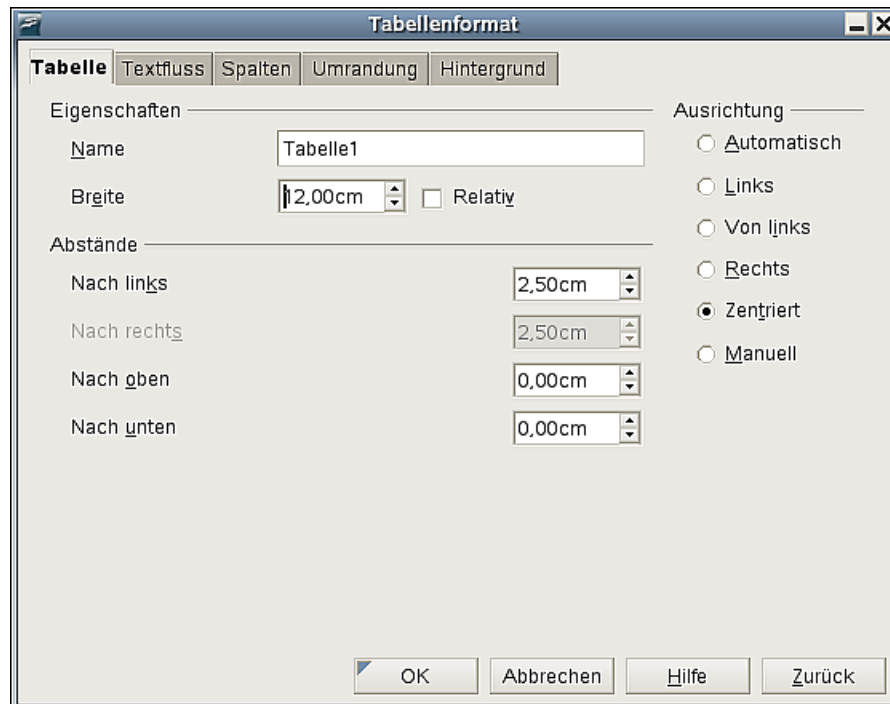 Tabellenformat
Tabelle Textfluss Spalten Umrandung Hintergrund
Eigenschaften
Name Tabelle1
Breite 12,00cm Relativ
Abstände
Nach links 2,50cm
Nach rechts 2,50cm
Nach oben 0,00cm
Nach unten 0,00cm
Ausrichtung
Automatisch
Links
Von links
Rechts
Zentriert
Manuell
OK Abbrechen Hilfe Zurück